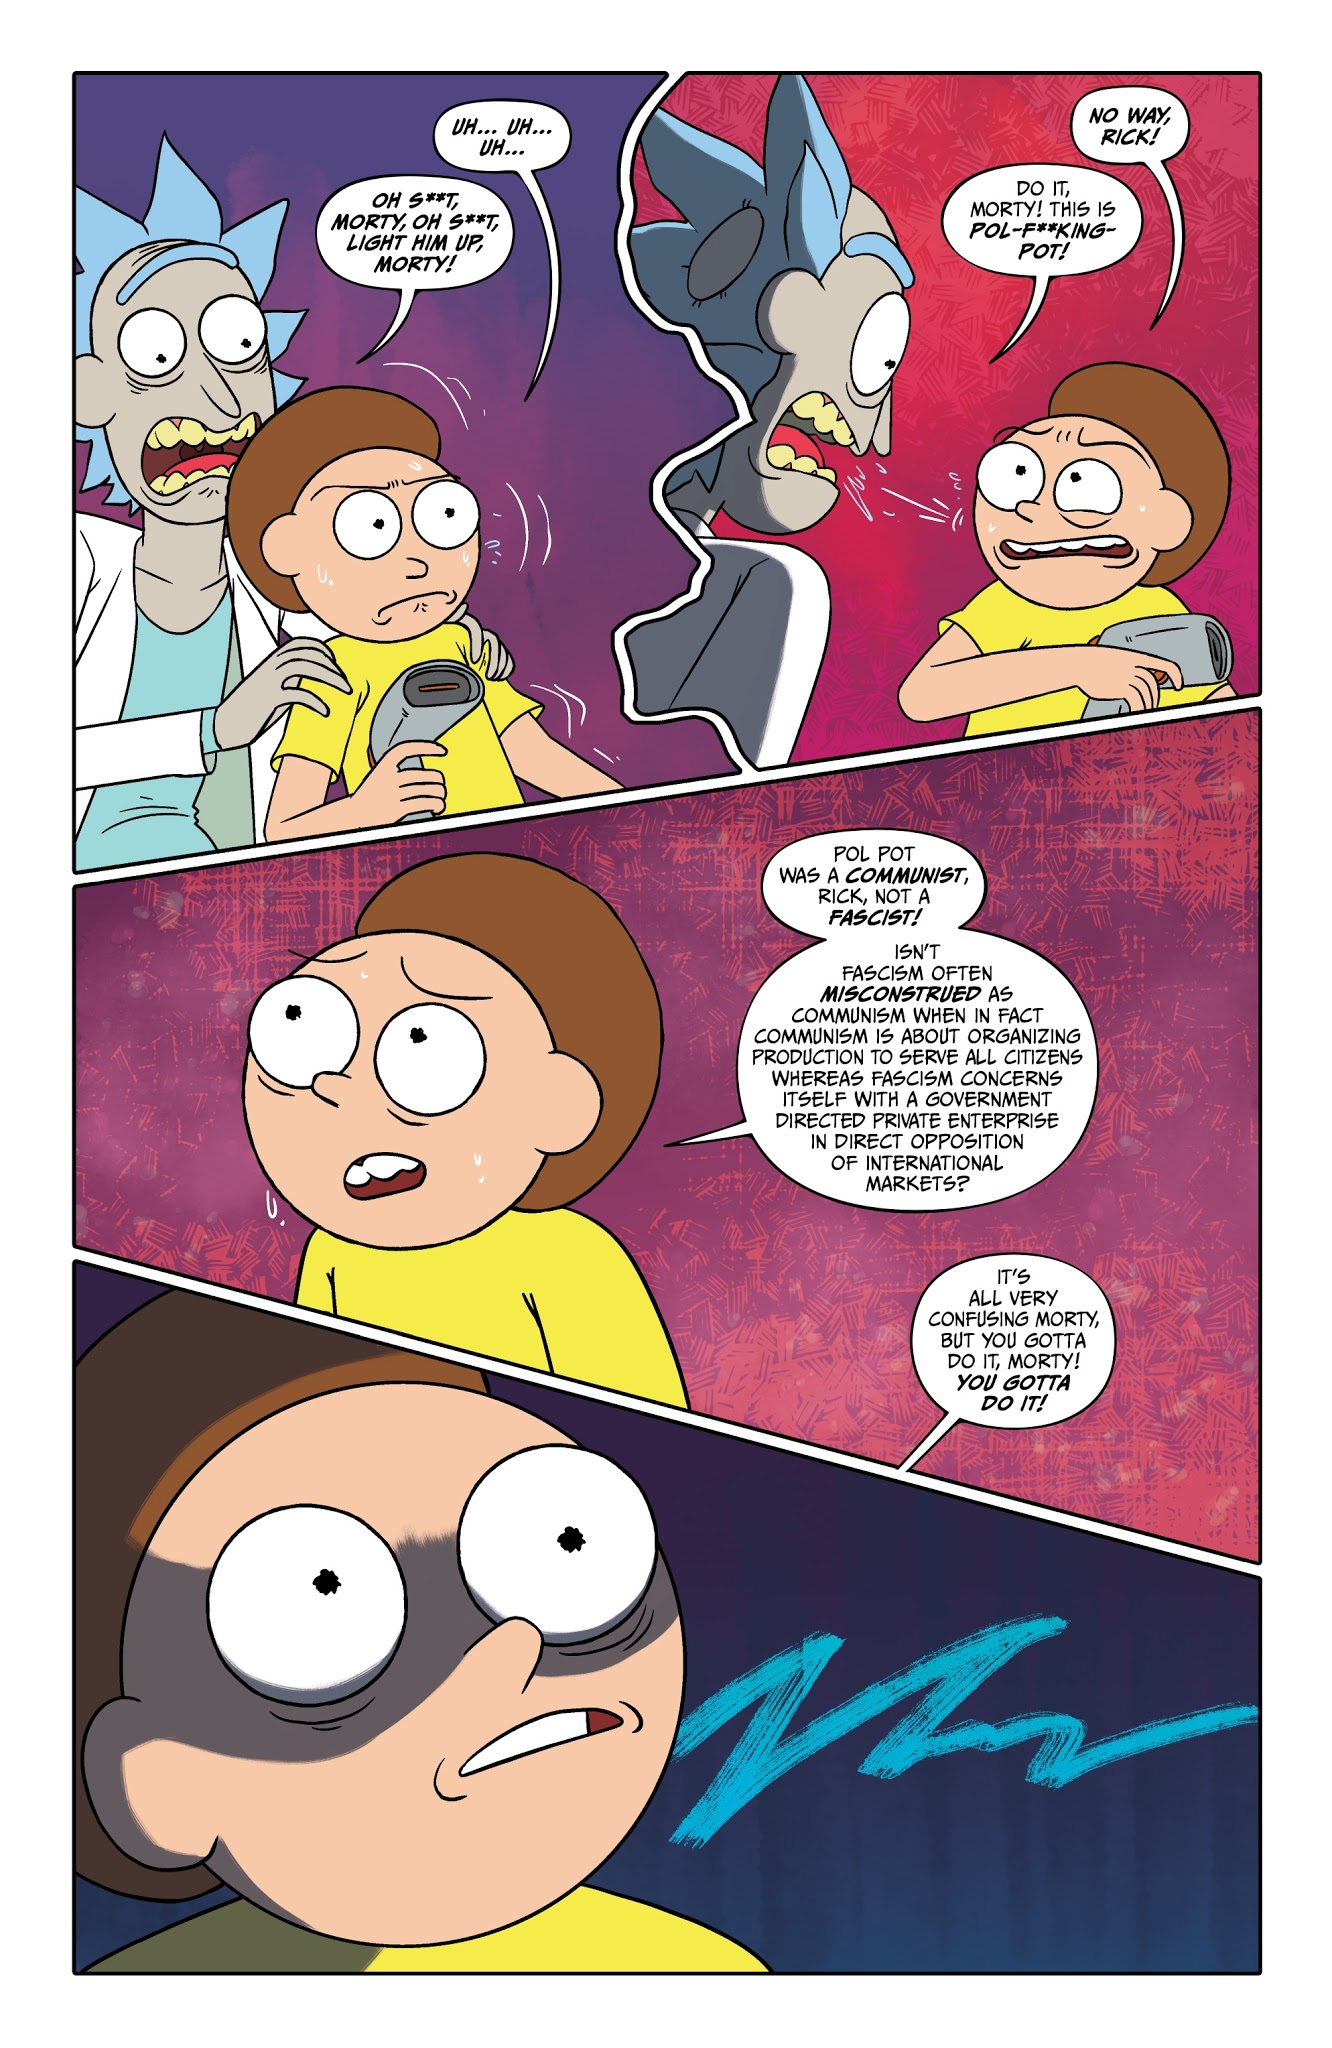 UH... UH...
UH...
OH S**T,
MORTY, OH S**T,
LIGHT HIM UP,
MORTY!
NO WAY,
RICK!
DO IT,
MORTY! THIS IS
POL-F**KING-
POT!
POL POT
WAS A COMMUNIST,
RICK, NOT A
FASCIST!
ISN'T
FASCISM OFTEN
MISCONSTRUED AS
COMMUNISM WHEN IN FACT
COMMUNISM IS ABOUT ORGANIZING
PRODUCTION TO SERVE ALL CITIZENS
WHEREAS FASCISM CONCERNS
ITSELF WITH A GOVERNMENT
DIRECTED PRIVATE ENTERPRISE
IN DIRECT OPPOSITION
OF INTERNATIONAL
MARKETS?
IT'S
ALL VERY
CONFUSING MORTY,
BUT YOU GOTTA
DO IT, MORTY!
YOU GOTTA
DO IT!